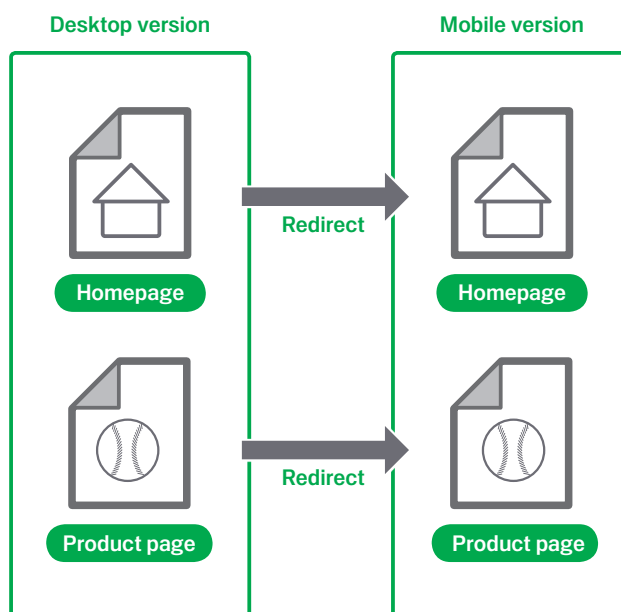 Desktop version
Mobile version
Redirect
Homepage
Homepage
Redirect
Product page
Product page